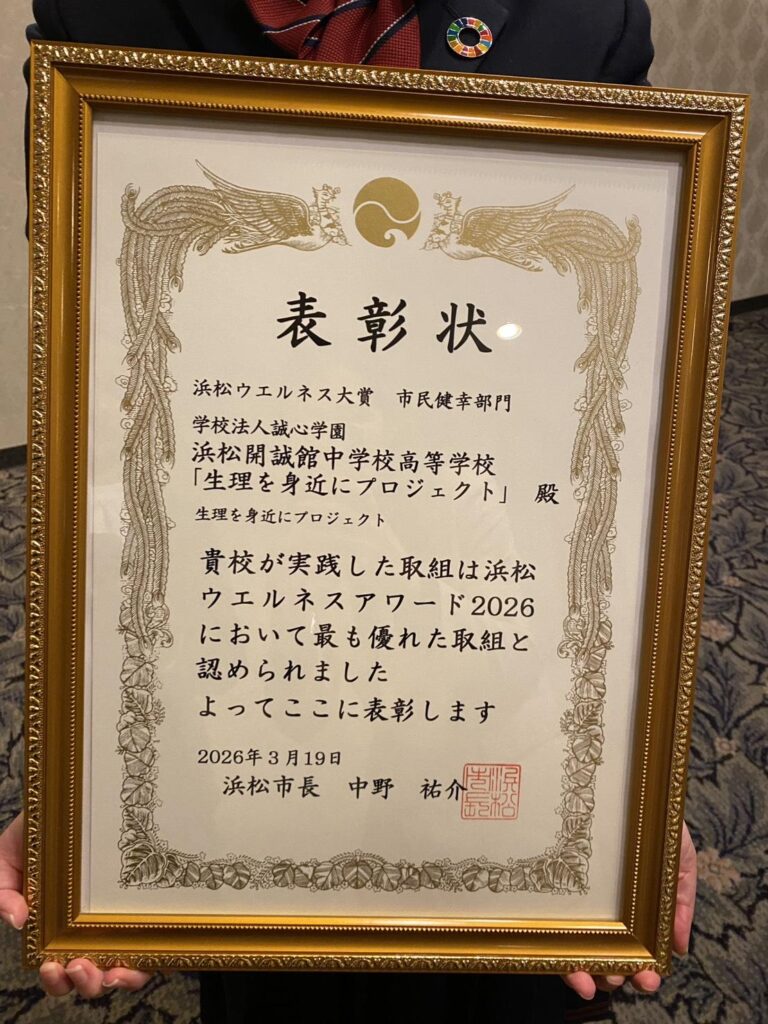 表彰状
浜松ウエルネス大賞　市民健幸部門
学校法人誠心学園
浜松開誠館中学校高等学校
「生理を身近にプロジェクト」　殿
生理を身近にプロジェクト
貴校が実践した取組は浜松
ウエルネスアワード2026
において最も優れた取組と
認められました
よってここに表彰します
2026年３月19日
浜松市長　中野　祐介
浜松市長